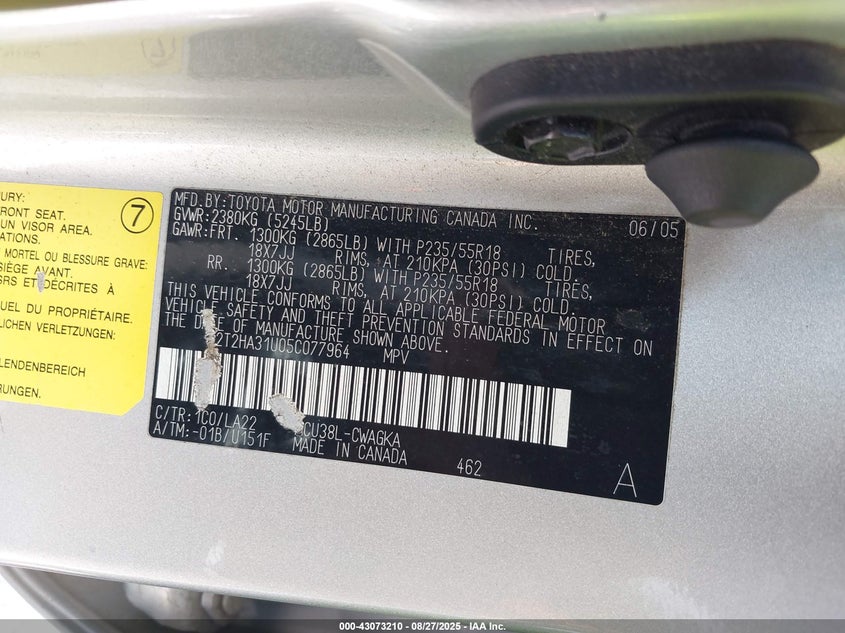 URY:
FRONT SEAT.
UN VISOR AREA.
ATIONS.
MORTEL OU BLESSURE GRAVE:
SIÈGE AVANT.
GRS ET DÉCRITES À
UEL DU PROPRIÉTAIRE.
LICHEN VERLETZUNGEN:
LENDENBEREICH
HRUNGEN.
7
MFD.BY:TOYOTA MOTOR MANUFACTURING CANADA INC. 06/05
GVWR:2380KG (5245LB)
GAWR:FRT. 1300KG (2865LB) WITH P235/55R18 TIRES,
18X7JJ RIMS, AT 210KPA (30PSI) COLD.
RR. 1300KG (2865LB) WITH P235/55R18 TIRES,
18X7JJ RIMS, AT 210KPA (30PSI) COLD.
THIS VEHICLE CONFORMS TO ALL APPLICABLE FEDERAL MOTOR
VEHICLE SAFETY AND THEFT PREVENTION STANDARDS IN EFFECT ON
THE DATE OF MANUFACTURE SHOWN ABOVE.
2T2HA31U05C077964 MPV
C/TR:1C0/LA22 CU38L-CWAGKA
A/TM:-01B/U151F MADE IN CANADA
462
A
000-43073210 - 08/27/2025 - IAA Inc.